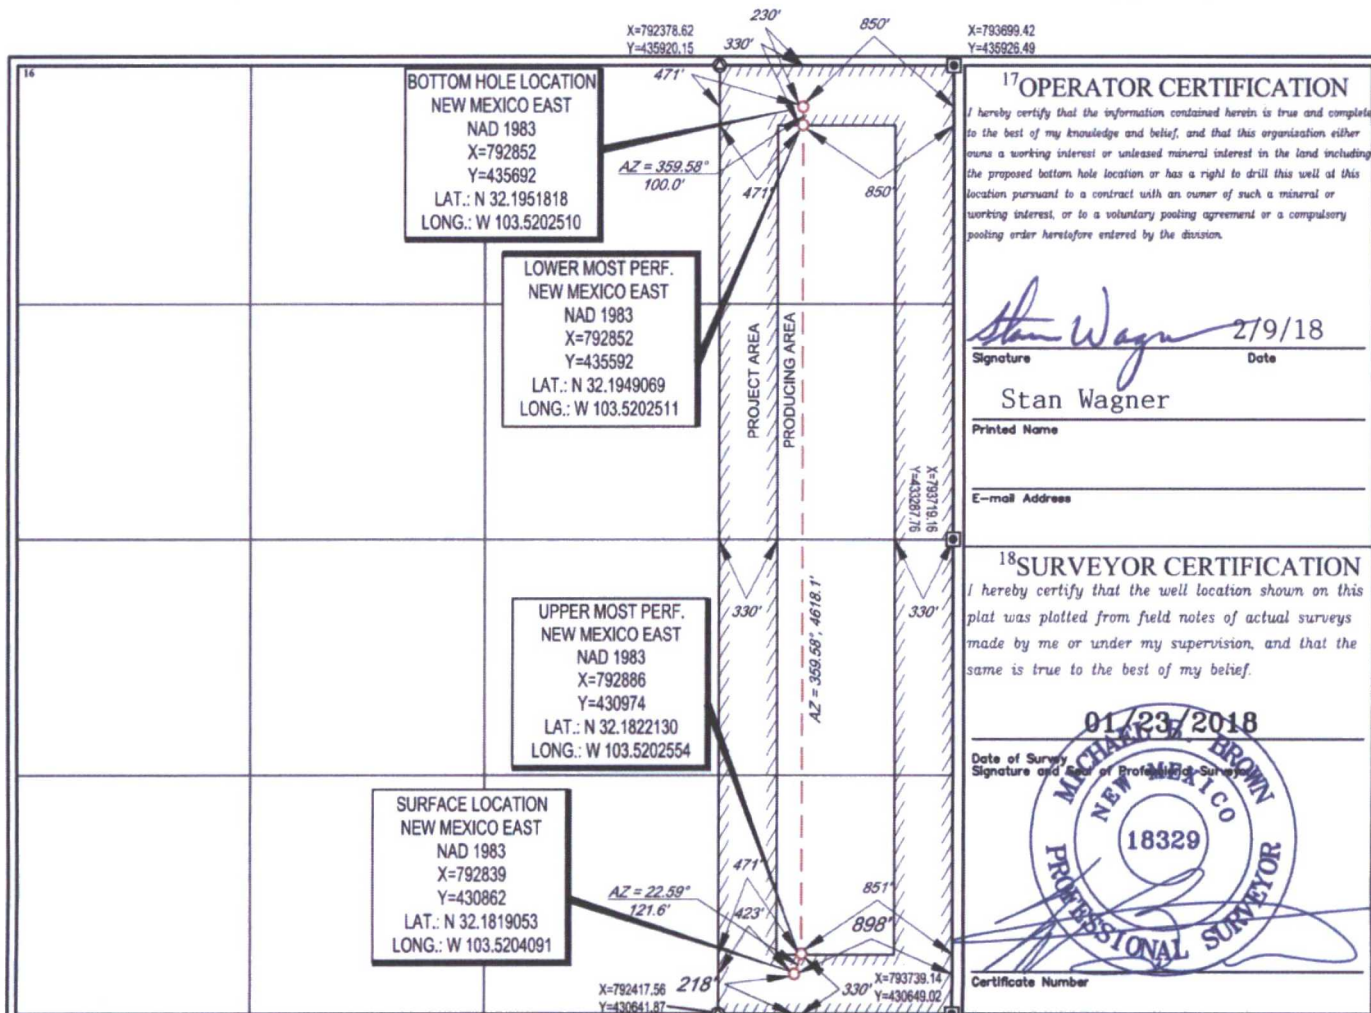 X=792378.62
Y=435920.15
230'
330'
850'
X=793699.42
Y=435926.49
16
471'
BOTTOM HOLE LOCATION
NEW MEXICO EAST
NAD 1983
X=792852
Y=435692
LAT.: N 32.1951818
LONG.: W 103.5202510
AZ = 359.58°
100.0'
471'
850'
LOWER MOST PERF.
NEW MEXICO EAST
NAD 1983
X=792852
Y=435592
LAT.: N 32.1949069
LONG.: W 103.5202511
PROJECT AREA
PRODUCING AREA
X=793719.16
Y=433287.76
330'
330'
AZ = 359.58°, 4618.1'
UPPER MOST PERF.
NEW MEXICO EAST
NAD 1983
X=792886
Y=430974
LAT.: N 32.1822130
LONG.: W 103.5202554
SURFACE LOCATION
NEW MEXICO EAST
NAD 1983
X=792839
Y=430862
LAT.: N 32.1819053
LONG.: W 103.5204091
471'
AZ = 22.59°
121.6'
423'
851'
898'
X=792417.56
Y=430641.87
218'
330'
X=793739.14
Y=430649.02
17 OPERATOR CERTIFICATION
I hereby certify that the information contained herein is true and complete
to the best of my knowledge and belief, and that this organization either
owns a working interest or unleased mineral interest in the land including
the proposed bottom hole location or has a right to drill this well at this
location pursuant to a contract with an owner of such a mineral or
working interest, or to a voluntary pooling agreement or a compulsory
pooling order heretofore entered by the division.
Stan Wagner 2/9/18
Signature Date
Stan Wagner
Printed Name
E-mail Address
18 SURVEYOR CERTIFICATION
I hereby certify that the well location shown on this
plat was plotted from field notes of actual surveys
made by me or under my supervision, and that the
same is true to the best of my belief.
01/23/2018
Date of Survey
Signature and Seal of Professional Surveyor
MICHAEL B. BROWN
NEW MEXICO
18329
PROFESSIONAL SURVEYOR
Certificate Number